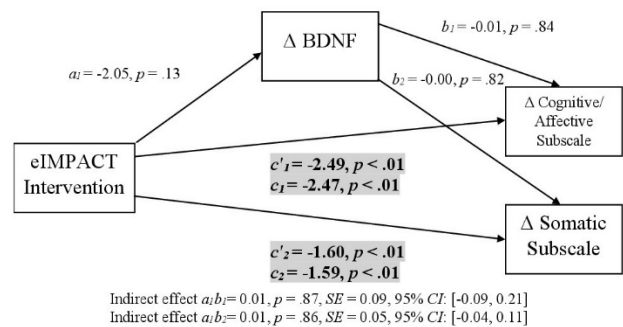 b₁ = -0.01, p = .84
Δ BDNF
a₁ = -2.05, p = .13
b₂ = -0.00, p = .82
Δ Cognitive/
Affective
Subscale
eIMPACT
Intervention
c'₁ = -2.49, p < .01
c₁ = -2.47, p < .01
Δ Somatic
Subscale
c'₂ = -1.60, p < .01
c₂ = -1.59, p < .01
Indirect effect a₁b₁= 0.01, p = .87, SE = 0.09, 95% CI: [-0.09, 0.21]
Indirect effect a₁b₂= 0.01, p = .86, SE = 0.05, 95% CI: [-0.04, 0.11]